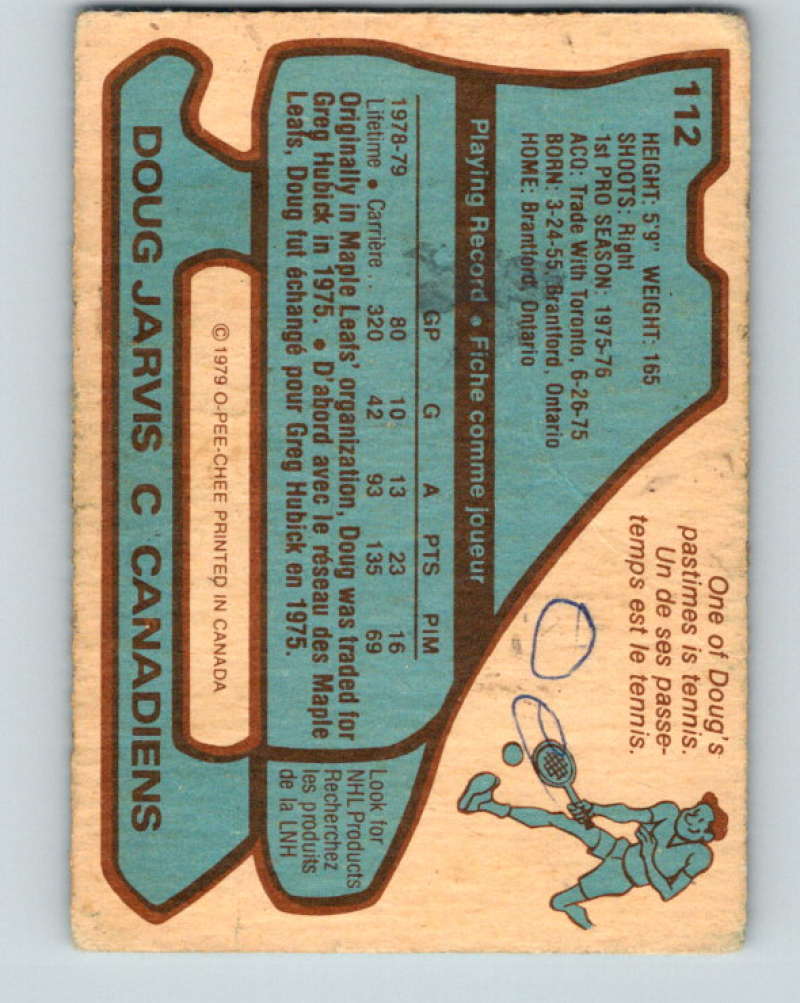 112
HEIGHT: 5'9" WEIGHT: 165
SHOOTS: Right
1st PRO SEASON: 1975-76
ACQ: Trade With Toronto, 6-26-75
BORN: 3-24-55, Brantford, Ontario
HOME: Brantford, Ontario
One of Doug's
pastimes is tennis.
Un de ses passe-
temps est le tennis.
Playing Record • Fiche comme joueur
GP G A PTS PIM
1978-79 80 10 13 23 16
Lifetime • Carrière . . 320 42 93 135 69
Originally in Maple Leafs' organization, Doug was traded for
Greg Hubick in 1975. • D'abord avec le réseau des Maple
Leafs, Doug fut échangé pour Greg Hubick en 1975.
Look for
NHL Products
Recherchez
les produits
de la LNH
© 1979 O-PEE-CHEE PRINTED IN CANADA
DOUG JARVIS C CANADIENS